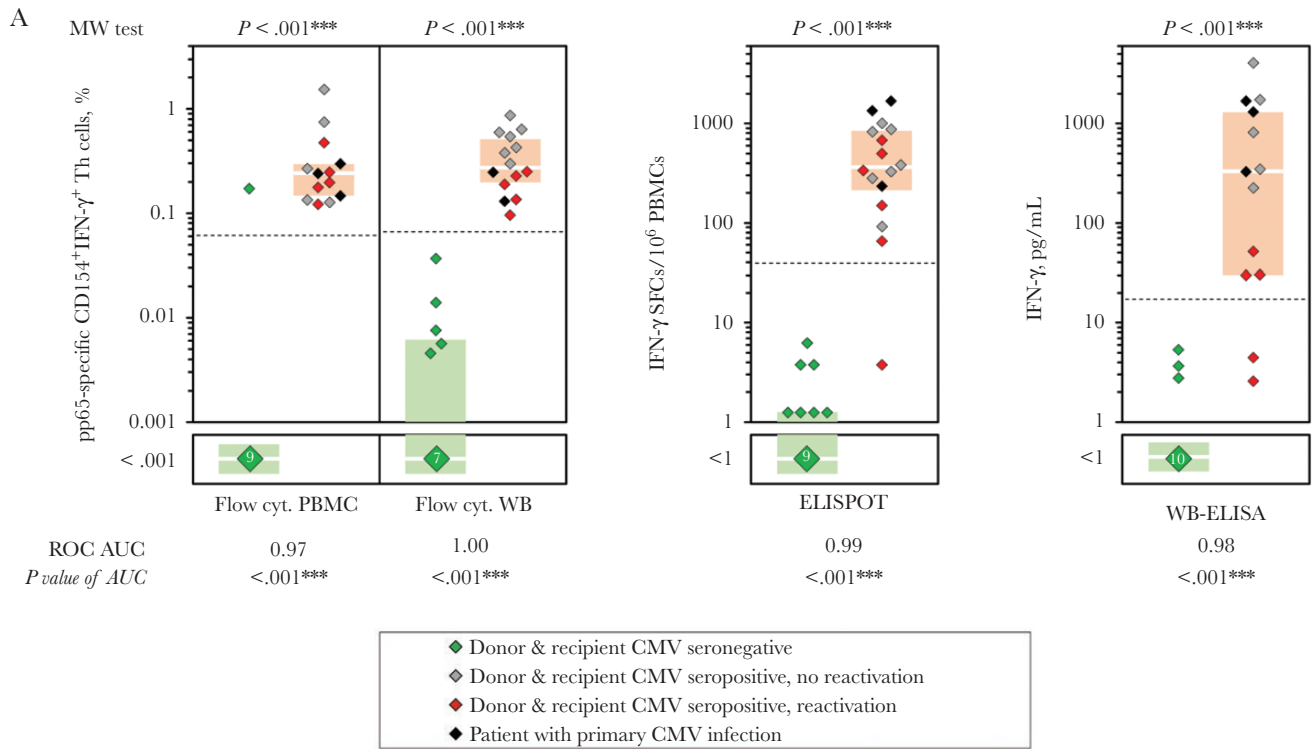 A
MW test P < .001*** P < .001*** P < .001*** P < .001***
pp65-specific CD154⁺IFN-γ⁺ Th cells, %
1
0.1
0.01
0.001
< .001
9
7
Flow cyt. PBMC Flow cyt. WB
IFN-γ SFCs/10⁶ PBMCs
1000
100
10
1
<1
9
ELISPOT
IFN-γ, pg/mL
1000
100
10
1
<1
10
WB-ELISA
ROC AUC 0.97 1.00 0.99 0.98
P value of AUC <.001*** <.001*** <.001*** <.001***
Donor & recipient CMV seronegative
Donor & recipient CMV seropositive, no reactivation
Donor & recipient CMV seropositive, reactivation
Patient with primary CMV infection